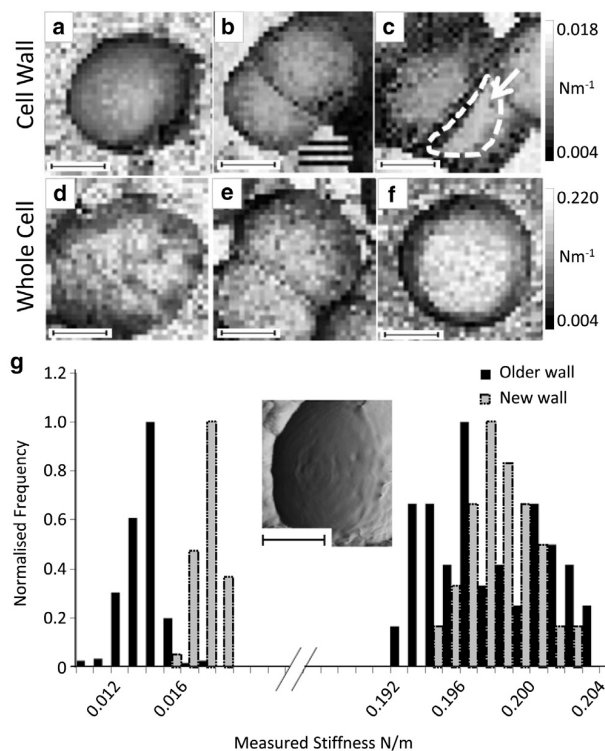 a b c
Cell Wall
0.018
Nm-1
0.004
d e f
Whole Cell
0.220
Nm-1
0.004
g
1.2
1.0
0.8
0.6
0.4
0.2
0
Normalised Frequency
Older wall
New wall
0.012 0.016 0.192 0.196 0.200 0.204
Measured Stiffness N/m